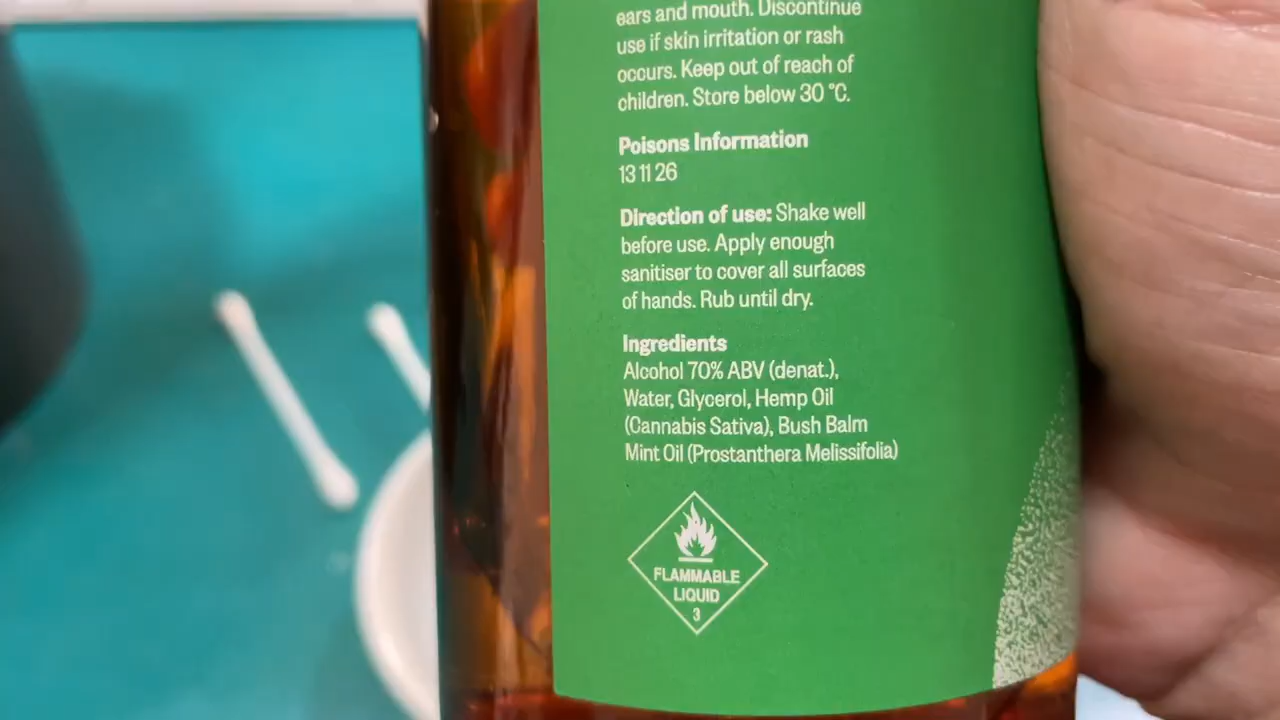 ears and mouth. Discontinue
use if skin irritation or rash
occurs. Keep out of reach of
children. Store below 30 °C.
Poisons Information
13 11 26
Direction of use: Shake well
before use. Apply enough
sanitiser to cover all surfaces
of hands. Rub until dry.
Ingredients
Alcohol 70% ABV (denat.),
Water, Glycerol, Hemp Oil
(Cannabis Sativa), Bush Balm
Mint Oil (Prostanthera Melissifolia)
FLAMMABLE
LIQUID
3